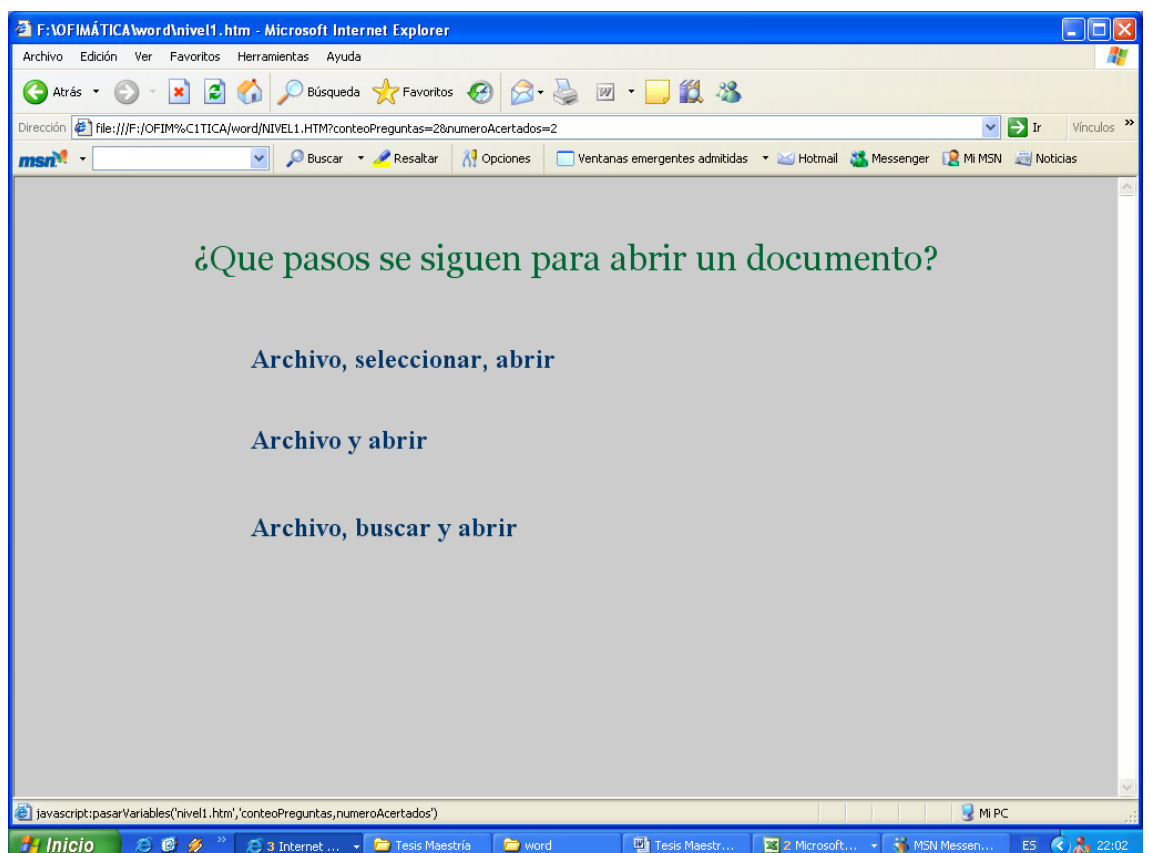 F:\OFIMÁTICA\word\nivel1.htm - Microsoft Internet Explorer
Archivo Edición Ver Favoritos Herramientas Ayuda
Atrás Búsqueda Favoritos
Dirección file:///F:/OFIM%C1TICA/word/NIVEL1.HTM?conteoPreguntas=2&numeroAcertados=2 Ir Vínculos »
msn Buscar Resaltar Opciones Ventanas emergentes admitidas Hotmail Messenger Mi MSN Noticias
¿Que pasos se siguen para abrir un documento?
Archivo, seleccionar, abrir
Archivo y abrir
Archivo, buscar y abrir
javascript:pasarVariables('nivel1.htm','conteoPreguntas,numeroAcertados') Mi PC
Inicio » 3 Internet ... Tesis Maestría word Tesis Maestr... 2 Microsoft... MSN Messen... ES 22:02